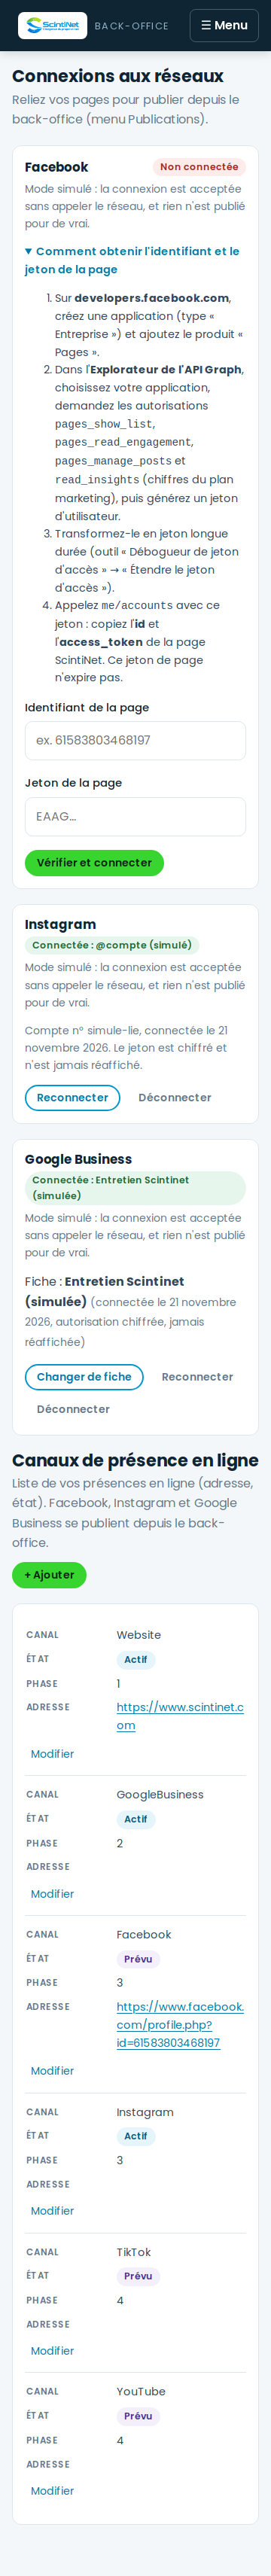 ScintiNet
BACK-OFFICE
☰ Menu
Connexions aux réseaux
Reliez vos pages pour publier depuis le
back-office (menu Publications).
Facebook
Non connectée
Mode simulé : la connexion est acceptée
sans appeler le réseau, et rien n'est publié
pour de vrai.
▼ Comment obtenir l'identifiant et le
jeton de la page
1. Sur developers.facebook.com,
créez une application (type «
Entreprise ») et ajoutez le produit «
Pages ».
2. Dans l'Explorateur de l'API Graph,
choisissez votre application,
demandez les autorisations
pages_show_list,
pages_read_engagement,
pages_manage_posts et
read_insights (chiffres du plan
marketing), puis générez un jeton
d'utilisateur.
3. Transformez-le en jeton longue
durée (outil « Débogueur de jeton
d'accès » → « Étendre le jeton
d'accès »).
4. Appelez me/accounts avec ce
jeton : copiez l'id et
l'access_token de la page
ScintiNet. Ce jeton de page
n'expire pas.
Identifiant de la page
ex. 61583803468197
Jeton de la page
EAAG...
Vérifier et connecter
Instagram
Connectée : @compte (simulé)
Mode simulé : la connexion est acceptée
sans appeler le réseau, et rien n'est publié
pour de vrai.
Compte n° simule-lie, connectée le 21
novembre 2026. Le jeton est chiffré et
n'est jamais réaffiché.
Reconnecter
Déconnecter
Google Business
Connectée : Entretien Scintinet
(simulée)
Mode simulé : la connexion est acceptée
sans appeler le réseau, et rien n'est publié
pour de vrai.
Fiche : Entretien Scintinet
(simulée) (connectée le 21 novembre
2026, autorisation chiffrée, jamais
réaffichée)
Changer de fiche
Reconnecter
Déconnecter
Canaux de présence en ligne
Liste de vos présences en ligne (adresse,
état). Facebook, Instagram et Google
Business se publient depuis le back-
office.
+ Ajouter
CANAL Website
ÉTAT Actif
PHASE 1
ADRESSE https://www.scintinet.c
om
Modifier
CANAL GoogleBusiness
ÉTAT Actif
PHASE 2
ADRESSE
Modifier
CANAL Facebook
ÉTAT Prévu
PHASE 3
ADRESSE https://www.facebook.
com/profile.php?
id=61583803468197
Modifier
CANAL Instagram
ÉTAT Actif
PHASE 3
ADRESSE
Modifier
CANAL TikTok
ÉTAT Prévu
PHASE 4
ADRESSE
Modifier
CANAL YouTube
ÉTAT Prévu
PHASE 4
ADRESSE
Modifier